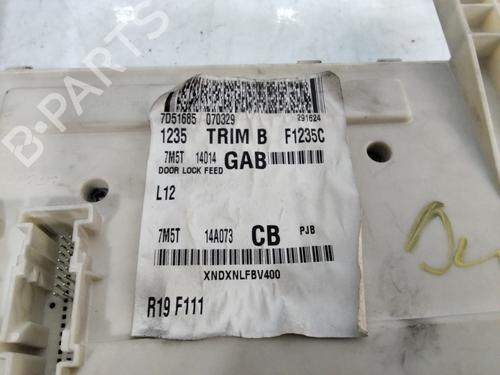 7D51685 070329 291624
1235 TRIM B F1235C
7M5T 14014 GAB
DOOR LOCK FEED
L12
7M5T 14A073 CB PJB
XNDXNLFBV400
R19 F111